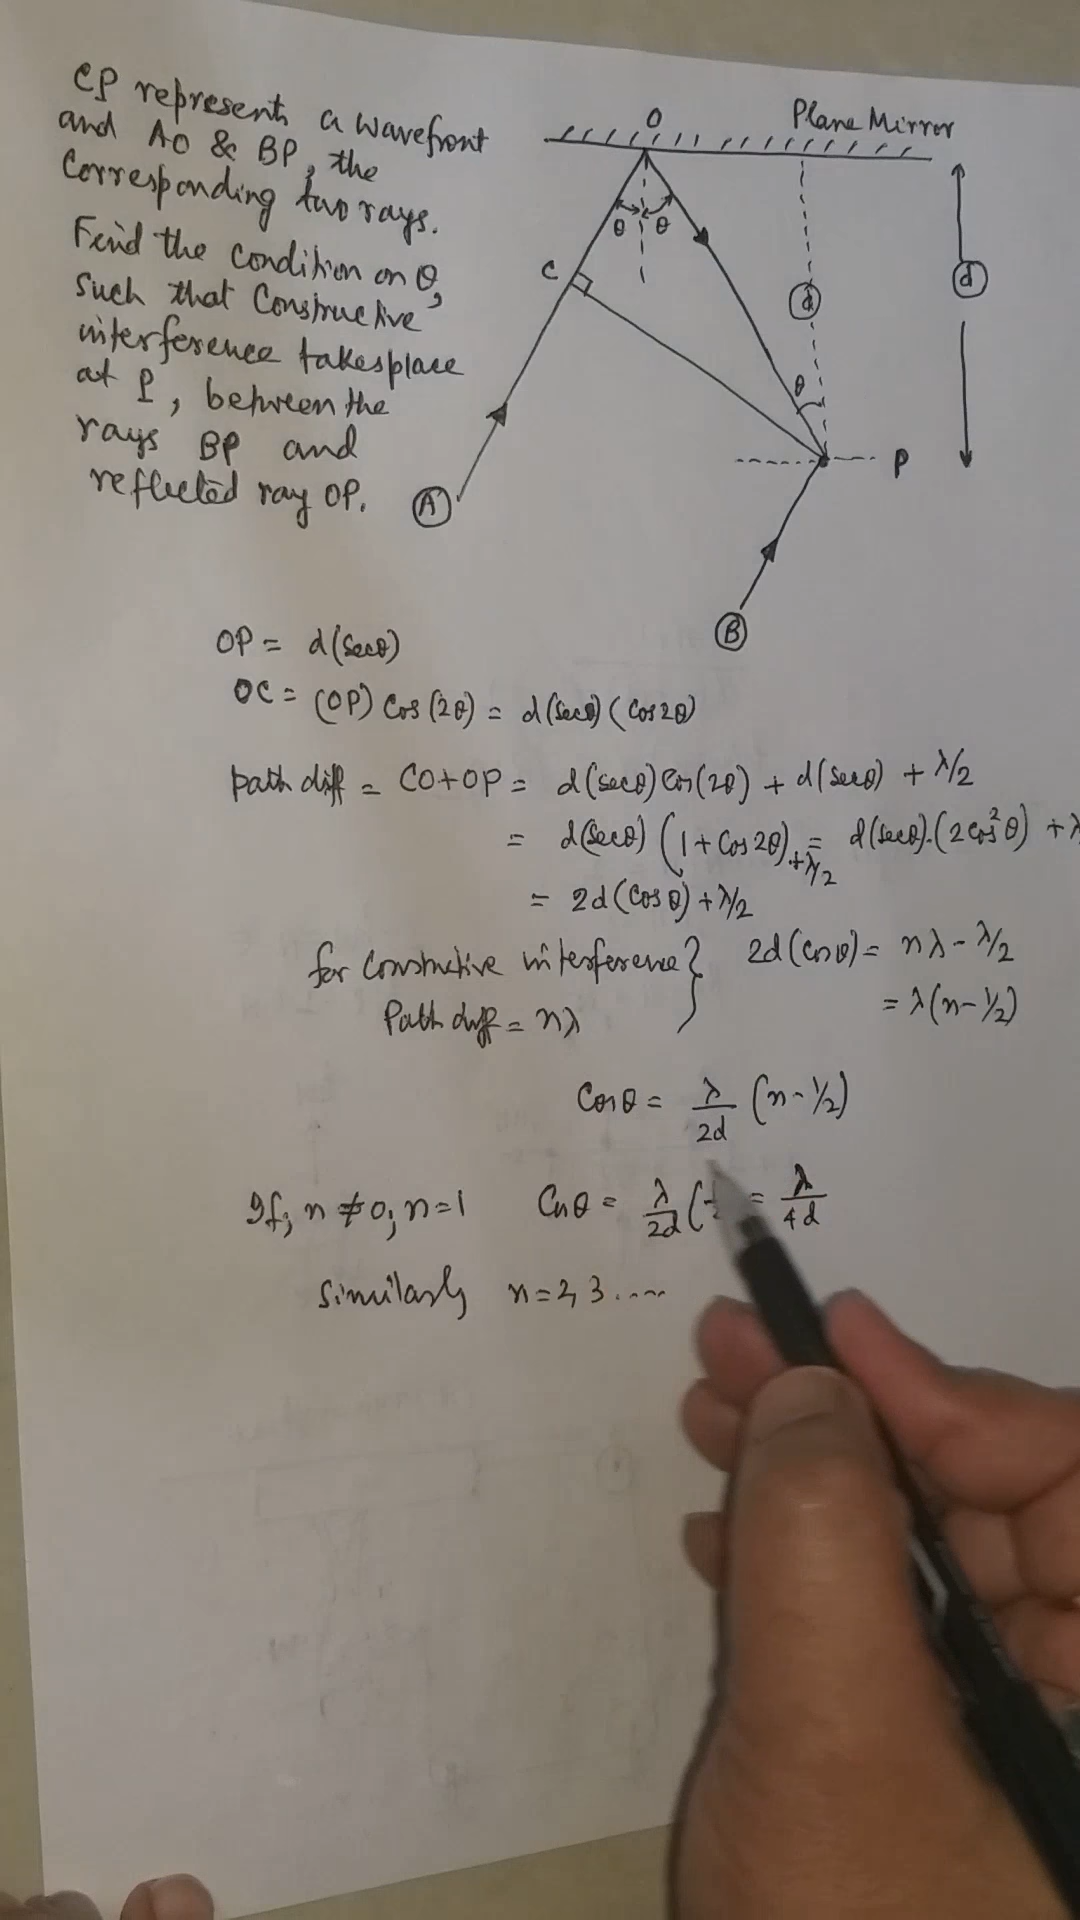 CP represents a wavefront
and AO & BP, the
Corresponding two rays.
Find the condition on θ,
such that Constructive
interference takes place
at P, between the
rays BP and
reflected ray OP.
O
Plane Mirror
θ θ
C
d
d
θ
P
A
B
OP = d(secθ)
OC = (OP) Cos(2θ) = d(secθ)(Cos2θ)
Path diff = CO+OP = d(secθ)Cos(2θ) + d(secθ) + λ/2
= d(secθ) (1+Cos2θ)+λ/2 = d(secθ).(2Cos²θ) + λ
= 2d(Cosθ) + λ/2
for Constructive interference } 2d(Cosθ) = nλ - λ/2
Path diff = nλ
= λ(n-1/2)
Cosθ = λ/2d (n-1/2)
If, n ≠ 0, n=1 Cosθ = λ/2d ( = λ/4d
Similarly n=2,3....